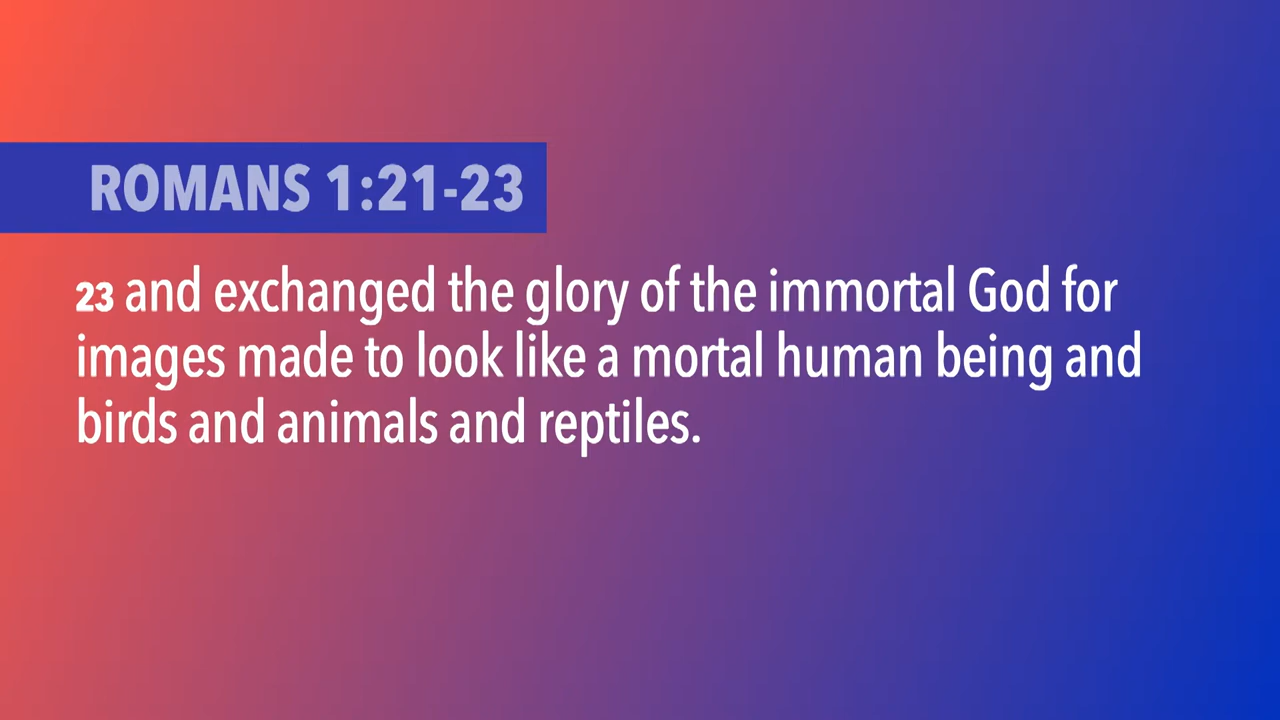 ROMANS 1:21-23
23 and exchanged the glory of the immortal God for
images made to look like a mortal human being and
birds and animals and reptiles.